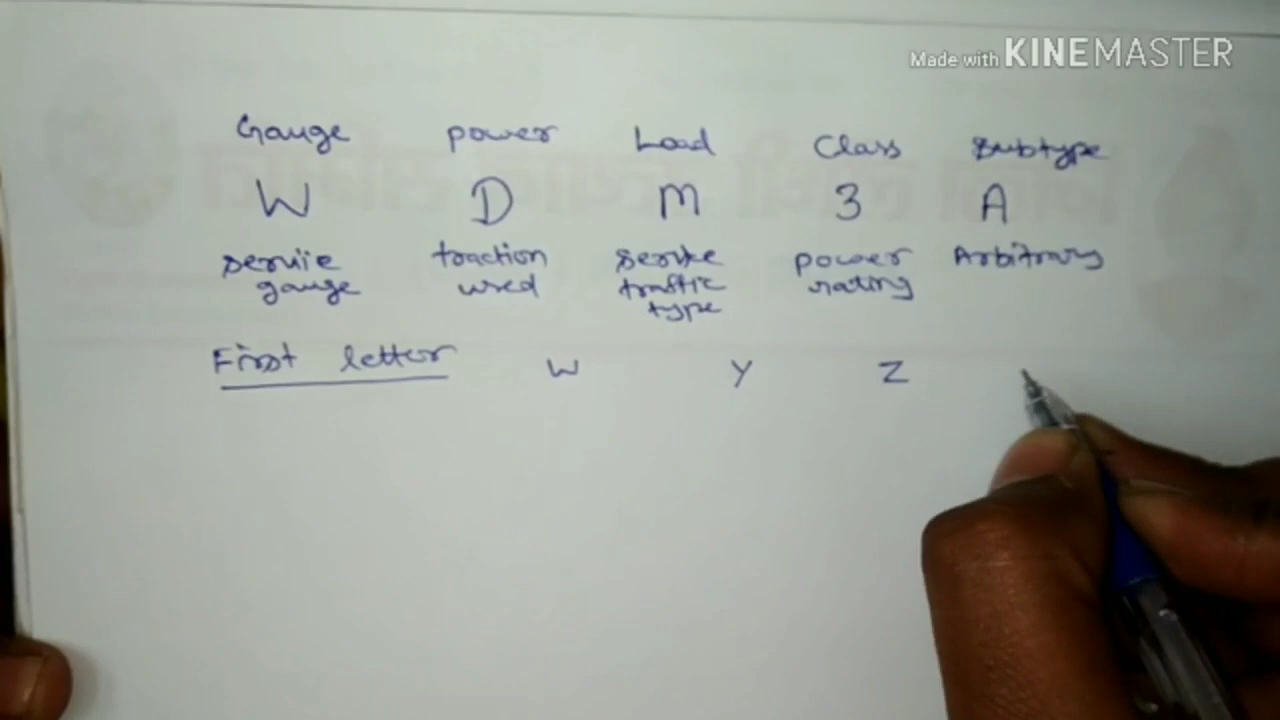 Made with KINEMASTER
Gauge power Load Class Subtype
W D M 3 A
service traction service power Arbitrary
gauge used traffic rating
type
First letter W Y Z